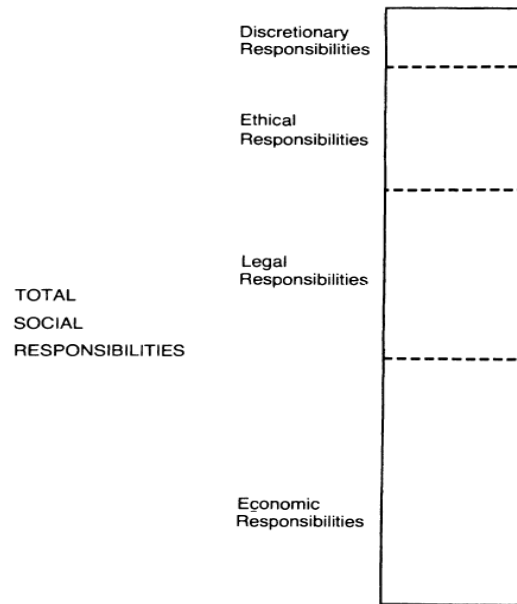 Discretionary
Responsibilities
Ethical
Responsibilities
Legal
Responsibilities
TOTAL
SOCIAL
RESPONSIBILITIES
Economic
Responsibilities